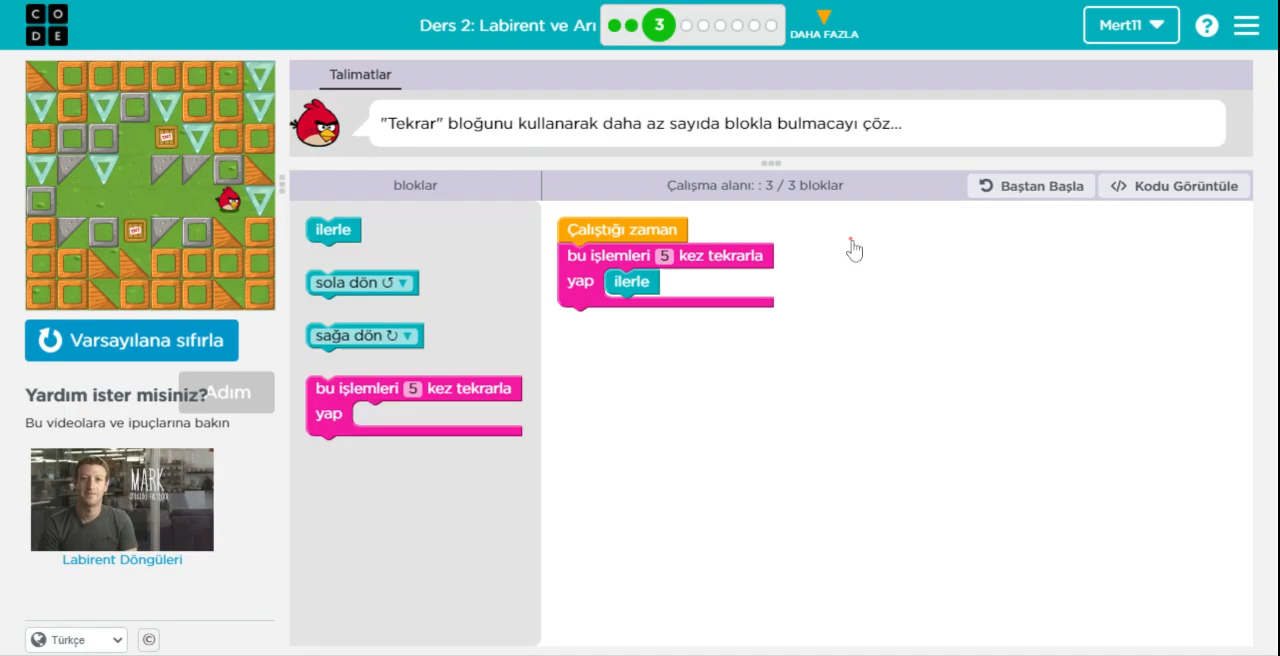 C O
D E
Ders 2: Labirent ve Arı
3
DAHA FAZLA
Mert11
?
Talimatlar
"Tekrar" bloğunu kullanarak daha az sayıda blokla bulmacayı çöz...
bloklar
Çalışma alanı: : 3 / 3 bloklar
Baştan Başla
</> Kodu Görüntüle
TNT
TNT
ilerle
sola dön ↺ ▼
sağa dön ↻ ▼
bu işlemleri 5 kez tekrarla
yap
Çalıştığı zaman
bu işlemleri 5 kez tekrarla
yap ilerle
Varsayılana sıfırla
Adım
Yardım ister misiniz?
Bu videolara ve ipuçlarına bakın
MARK
Labirent Döngüleri
Türkçe
©